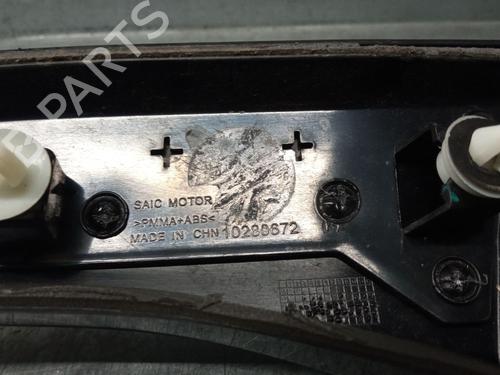 B-PARTS
SAIC MOTOR
>PMMA+ABS<
MADE IN CHN 10280672